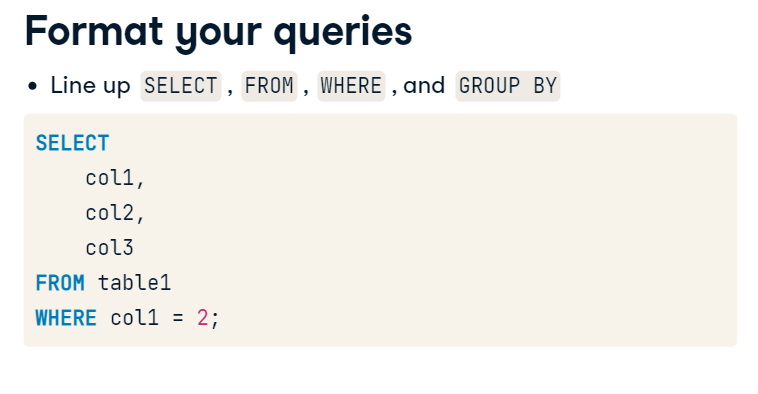 Format your queries
• Line up SELECT , FROM , WHERE , and GROUP BY
SELECT
    col1,
    col2,
    col3
FROM table1
WHERE col1 = 2;